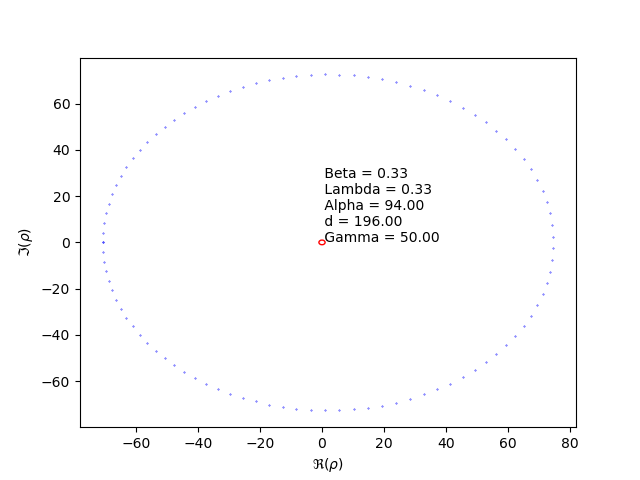 60
40
20
0
−20
−40
−60
ℑ(ρ)
Beta = 0.33
Lambda = 0.33
Alpha = 94.00
d = 196.00
Gamma = 50.00
−60 −40 −20 0 20 40 60 80
ℜ(ρ)